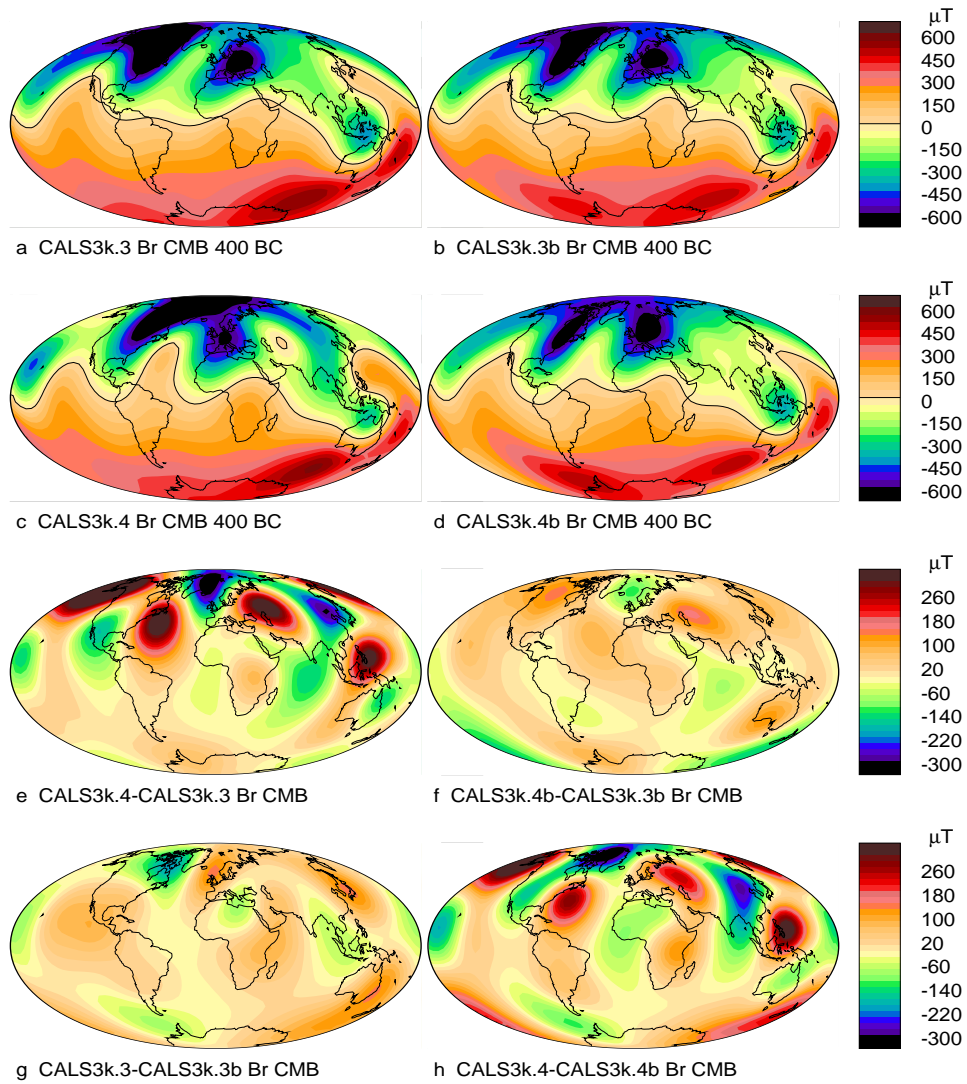 μT
600
450
300
150
0
-150
-300
-450
-600
a CALS3k.3 Br CMB 400 BC
b CALS3k.3b Br CMB 400 BC
μT
600
450
300
150
0
-150
-300
-450
-600
c CALS3k.4 Br CMB 400 BC
d CALS3k.4b Br CMB 400 BC
μT
260
180
100
20
-60
-140
-220
-300
e CALS3k.4-CALS3k.3 Br CMB
f CALS3k.4b-CALS3k.3b Br CMB
μT
260
180
100
20
-60
-140
-220
-300
g CALS3k.3-CALS3k.3b Br CMB
h CALS3k.4-CALS3k.4b Br CMB